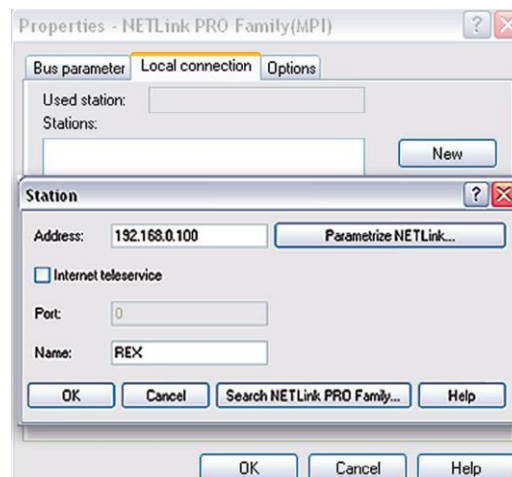 Properties - NETLink PRO Family(MPI)
Bus parameter Local connection Options
Used station:
Stations:
New
Station
Address: 192.168.0.100 Parametrize NETLink...
Internet teleservice
Port: 0
Name: REX
OK Cancel Search NETLink PRO Family... Help
OK Cancel Help